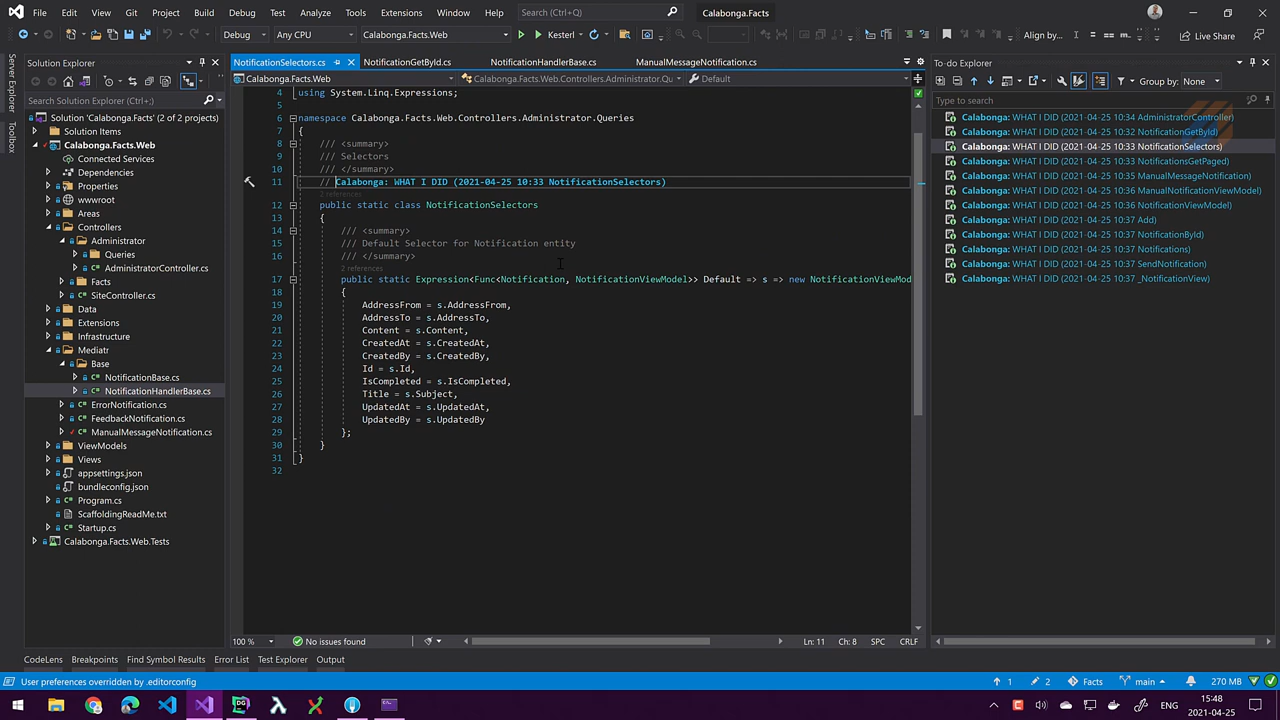 File Edit View Git Project Build Debug Test Analyze Tools Extensions Window Help Search (Ctrl+Q) Calabonga.Facts
Debug Any CPU Calabonga.Facts.Web Kestrel Align by... Live Share
Server Explorer
Toolbox
Solution Explorer
Search Solution Explorer (Ctrl+;)
Solution 'Calabonga.Facts' (2 of 2 projects)
Solution Items
Calabonga.Facts.Web
Connected Services
Dependencies
Properties
wwwroot
Areas
Controllers
Administrator
Queries
AdministratorController.cs
Facts
SiteController.cs
Data
Extensions
Infrastructure
Mediatr
Base
NotificationBase.cs
NotificationHandlerBase.cs
ErrorNotification.cs
FeedbackNotification.cs
ManualMessageNotification.cs
ViewModels
Views
appsettings.json
bundleconfig.json
Program.cs
ScaffoldingReadMe.txt
Startup.cs
Calabonga.Facts.Web.Tests
NotificationSelectors.cs NotificationGetById.cs NotificationHandlerBase.cs ManualMessageNotification.cs
Calabonga.Facts.Web Calabonga.Facts.Web.Controllers.Administrator.Qu Default
4 using System.Linq.Expressions;
5
6 namespace Calabonga.Facts.Web.Controllers.Administrator.Queries
7 {
8 /// <summary>
9 /// Selectors
10 /// </summary>
11 // Calabonga: WHAT I DID (2021-04-25 10:33 NotificationSelectors)
2 references
12 public static class NotificationSelectors
13 {
14 /// <summary>
15 /// Default Selector for Notification entity
16 /// </summary>
2 references
17 public static Expression<Func<Notification, NotificationViewModel>> Default => s => new NotificationViewMod
18 {
19 AddressFrom = s.AddressFrom,
20 AddressTo = s.AddressTo,
21 Content = s.Content,
22 CreatedAt = s.CreatedAt,
23 CreatedBy = s.CreatedBy,
24 Id = s.Id,
25 IsCompleted = s.IsCompleted,
26 Title = s.Subject,
27 UpdatedAt = s.UpdatedAt,
28 UpdatedBy = s.UpdatedBy
29 };
30 }
31 }
32
100 % No issues found Ln: 11 Ch: 8 SPC CRLF
To-do Explorer
Group by: None
Type to search
Calabonga: WHAT I DID (2021-04-25 10:34 AdministratorController)
Calabonga: WHAT I DID (2021-04-25 10:32 NotificationGetById)
Calabonga: WHAT I DID (2021-04-25 10:33 NotificationSelectors)
Calabonga: WHAT I DID (2021-04-25 10:33 NotificationsGetPaged)
Calabonga: WHAT I DID (2021-04-25 10:35 ManualMessageNotification)
Calabonga: WHAT I DID (2021-04-25 10:36 ManualNotificationViewModel)
Calabonga: WHAT I DID (2021-04-25 10:36 NotificationViewModel)
Calabonga: WHAT I DID (2021-04-25 10:37 Add)
Calabonga: WHAT I DID (2021-04-25 10:37 NotificationById)
Calabonga: WHAT I DID (2021-04-25 10:37 Notifications)
Calabonga: WHAT I DID (2021-04-25 10:37 SendNotification)
Calabonga: WHAT I DID (2021-04-25 10:37 _NotificationView)
CodeLens Breakpoints Find Symbol Results Error List Test Explorer Output
User preferences overridden by .editorconfig 1 2 Facts main 270 MB
ENG 15:48
2021-04-25